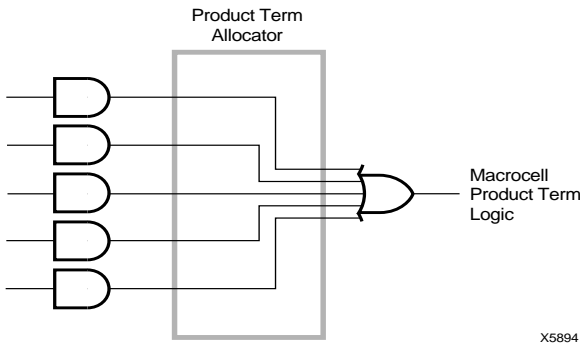 Product Term
Allocator
Macrocell
Product Term
Logic
X5894